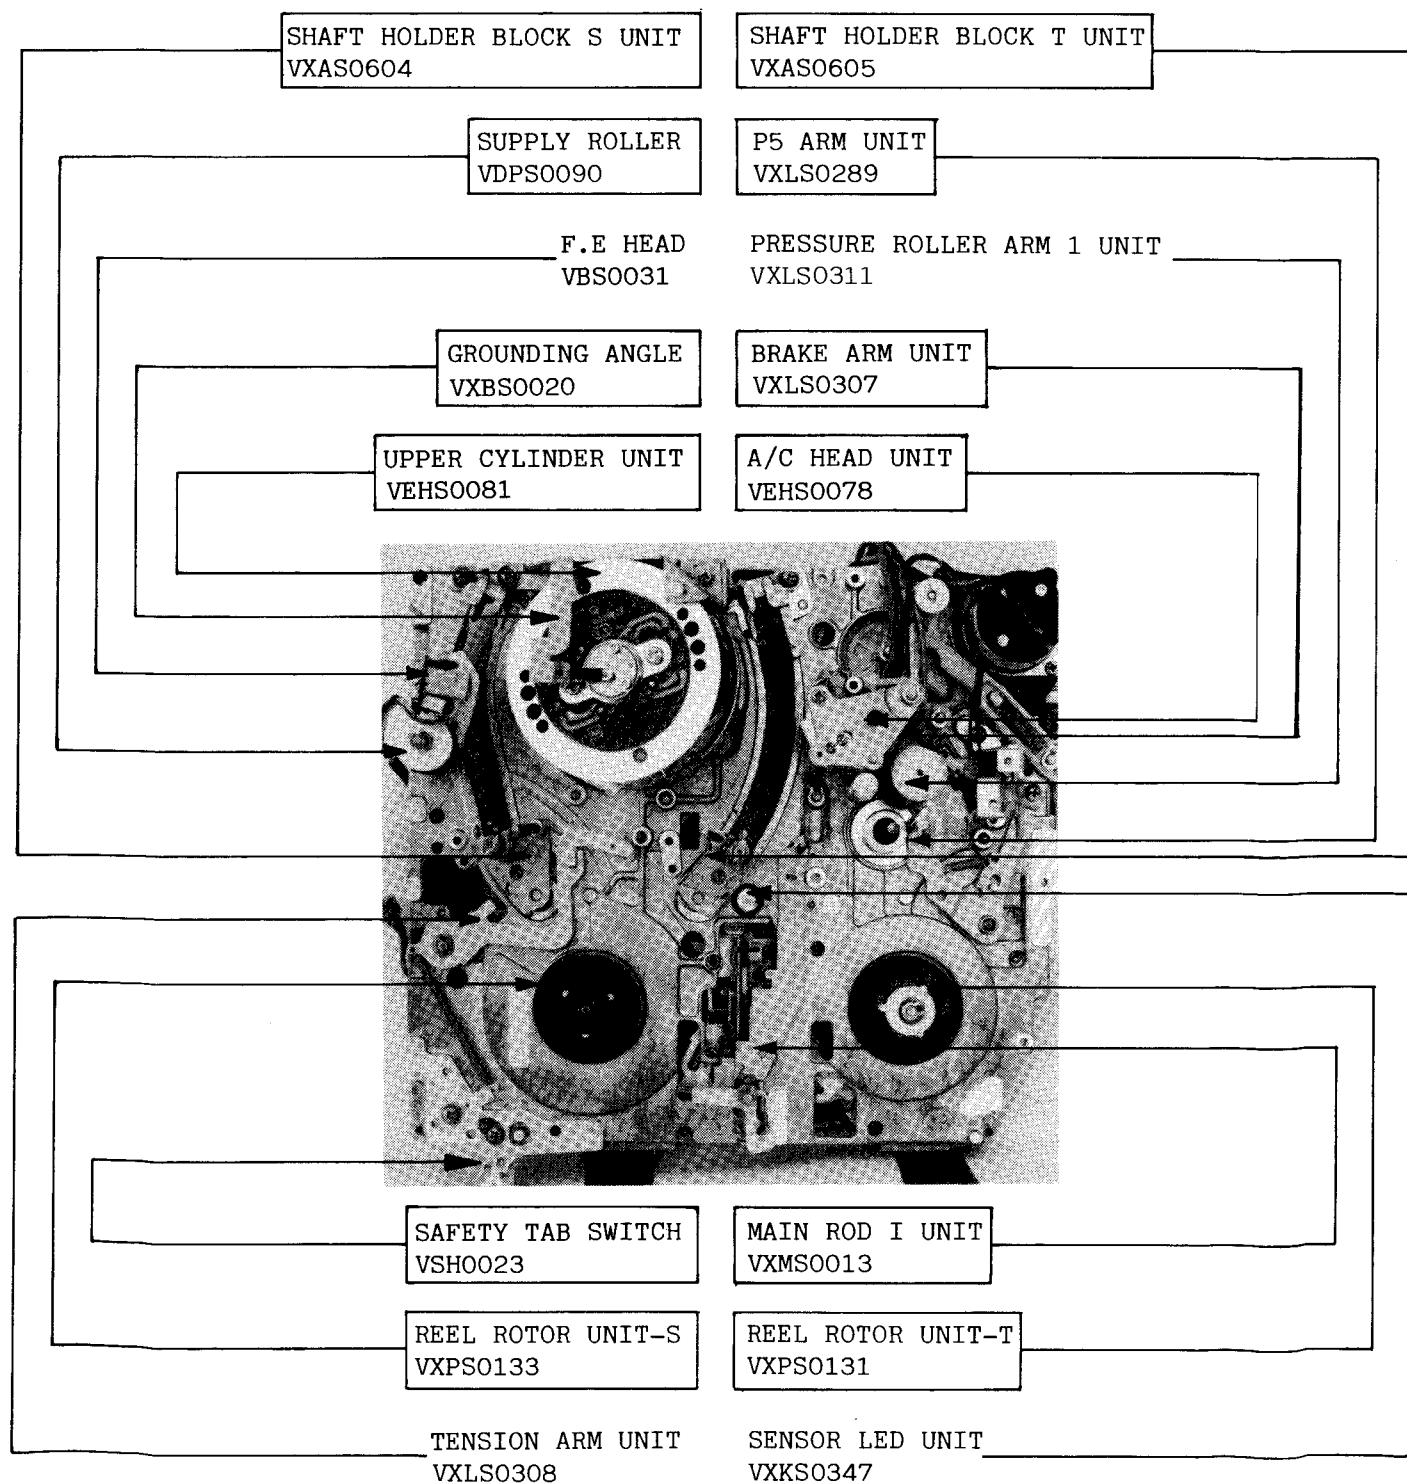 SHAFT HOLDER BLOCK S UNIT
VXAS0604
SHAFT HOLDER BLOCK T UNIT
VXAS0605
SUPPLY ROLLER
VDPS0090
P5 ARM UNIT
VXLS0289
F.E HEAD
VBS0031
PRESSURE ROLLER ARM 1 UNIT
VXLS0311
GROUNDING ANGLE
VXBS0020
BRAKE ARM UNIT
VXLS0307
UPPER CYLINDER UNIT
VEHS0081
A/C HEAD UNIT
VEHS0078
SAFETY TAB SWITCH
VSH0023
MAIN ROD I UNIT
VXMS0013
REEL ROTOR UNIT-S
VXPS0133
REEL ROTOR UNIT-T
VXPS0131
TENSION ARM UNIT
VXLS0308
SENSOR LED UNIT
VXKS0347